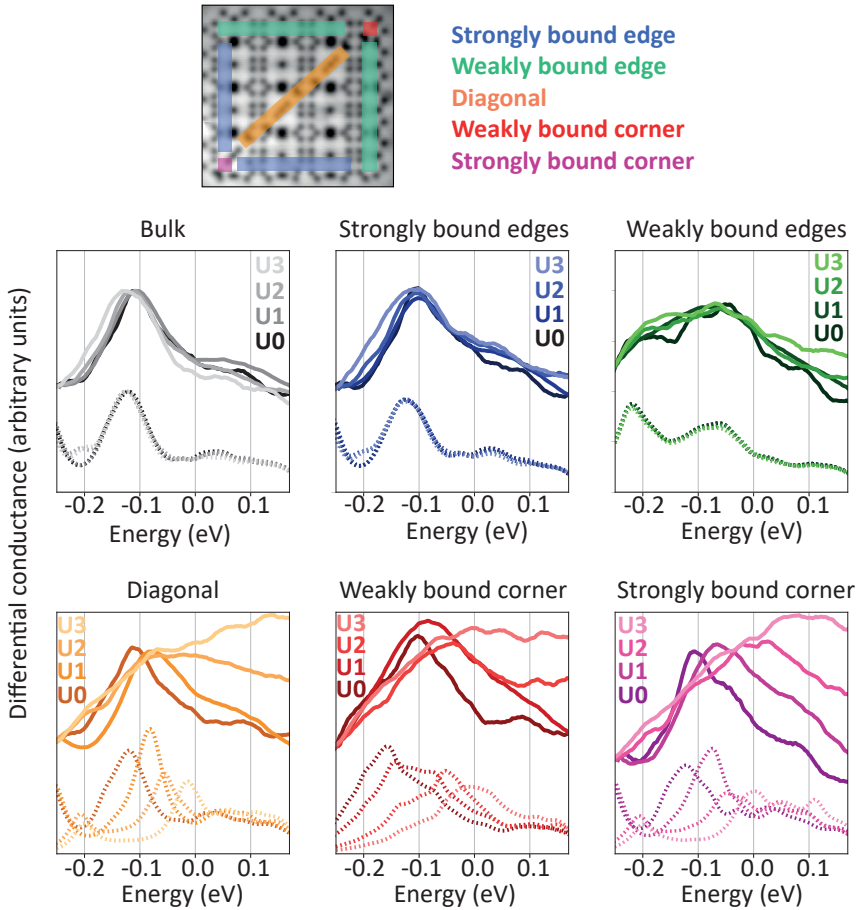 Strongly bound edge
Weakly bound edge
Diagonal
Weakly bound corner
Strongly bound corner
Differential conductance (arbitrary units)
Bulk
U3
U2
U1
U0
-0.2 -0.1 0.0 0.1
Energy (eV)
Strongly bound edges
U3
U2
U1
U0
-0.2 -0.1 0.0 0.1
Energy (eV)
Weakly bound edges
U3
U2
U1
U0
-0.2 -0.1 0.0 0.1
Energy (eV)
Diagonal
U3
U2
U1
U0
-0.2 -0.1 0.0 0.1
Energy (eV)
Weakly bound corner
U3
U2
U1
U0
-0.2 -0.1 0.0 0.1
Energy (eV)
Strongly bound corner
U3
U2
U1
U0
-0.2 -0.1 0.0 0.1
Energy (eV)